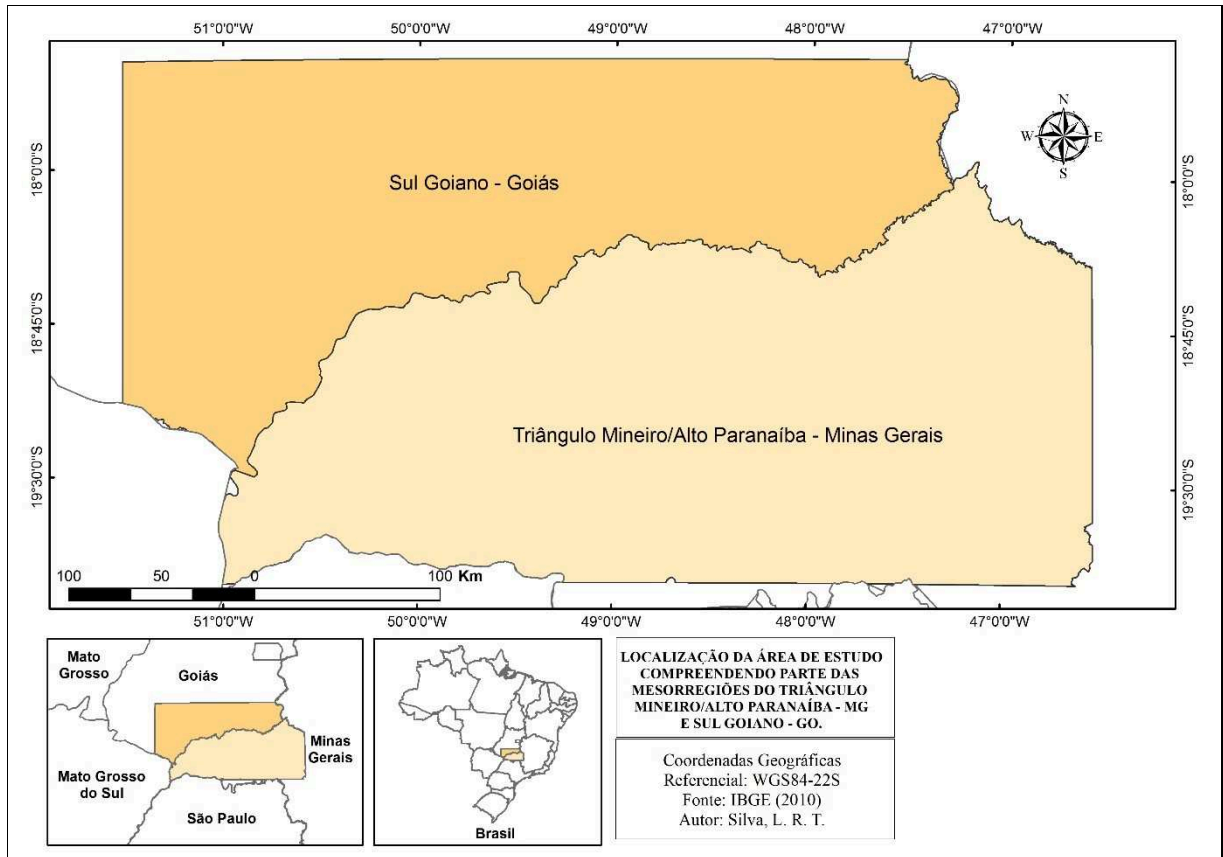 51°0'0"W 50°0'0"W 49°0'0"W 48°0'0"W 47°0'0"W
N
W E
S
18°0'0"S
18°0'0"S
Sul Goiano - Goiás
18°45'0"S
18°45'0"S
Triângulo Mineiro/Alto Paranaíba - Minas Gerais
19°30'0"S
19°30'0"S
100 50 0 100 Km
51°0'0"W 50°0'0"W 49°0'0"W 48°0'0"W 47°0'0"W
Mato
Grosso
Goiás
Minas
Gerais
Mato Grosso
do Sul
São Paulo
Brasil
LOCALIZAÇÃO DA ÁREA DE ESTUDO
COMPREENDENDO PARTE DAS
MESORREGIÕES DO TRIÂNGULO
MINEIRO/ALTO PARANAÍBA - MG
E SUL GOIANO - GO.
Coordenadas Geográficas
Referencial: WGS84-22S
Fonte: IBGE (2010)
Autor: Silva, L. R. T.